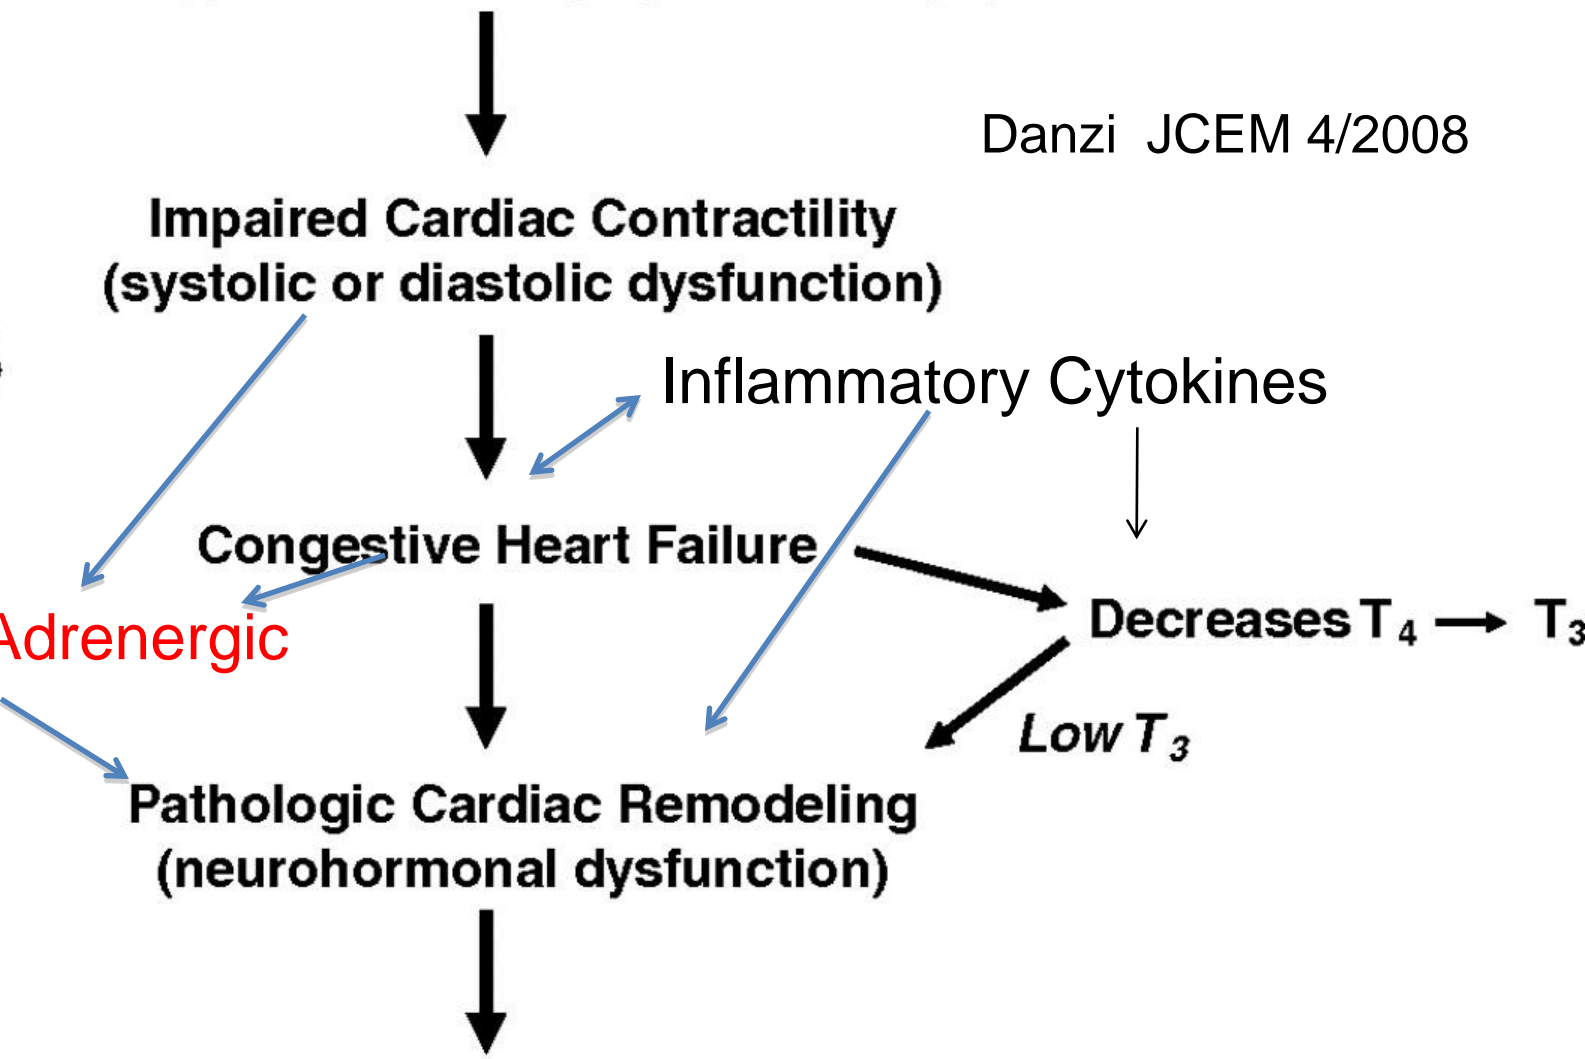 Danzi JCEM 4/2008
Impaired Cardiac Contractility
(systolic or diastolic dysfunction)
Inflammatory Cytokines
Congestive Heart Failure
Decreases T₄ → T₃
Adrenergic
Low T₃
Pathologic Cardiac Remodeling
(neurohormonal dysfunction)